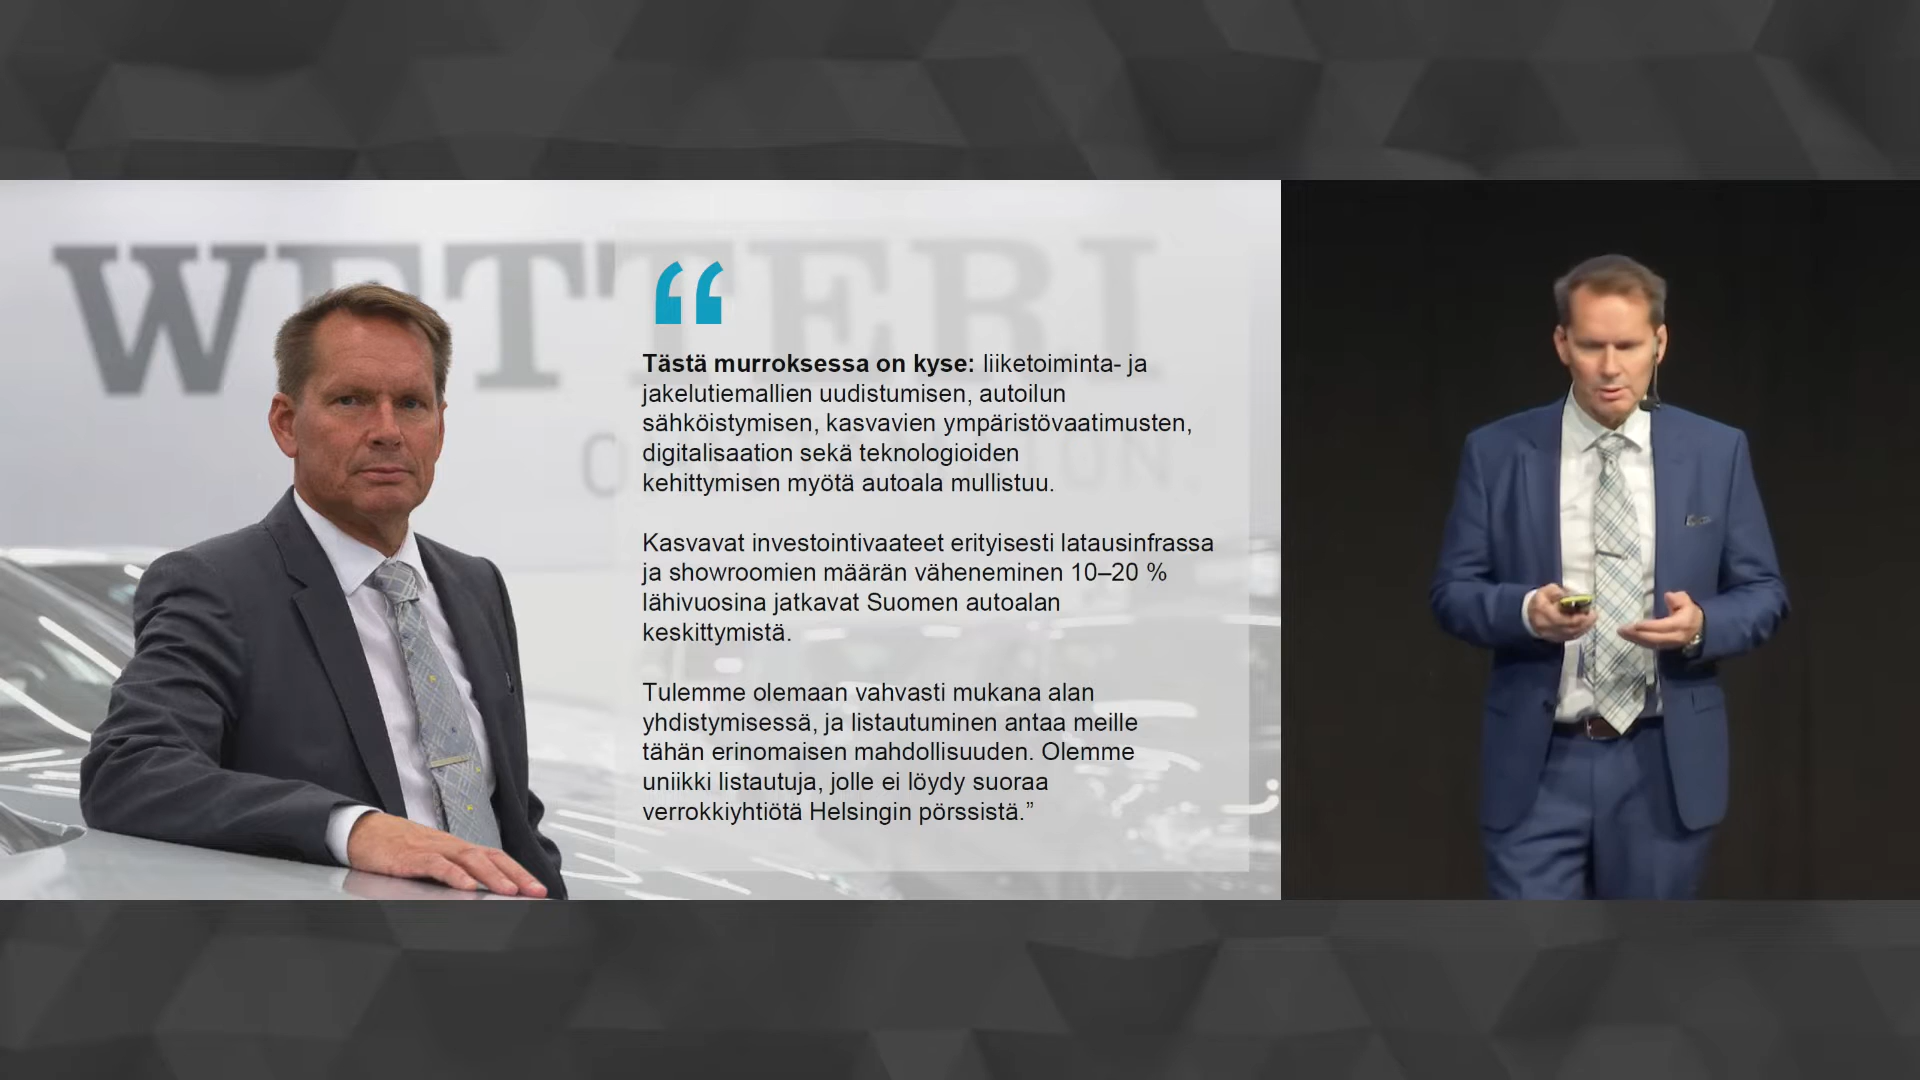 WETTERI
“
Tästä murroksessa on kyse: liiketoiminta- ja
jakelutiemallien uudistumisen, autoilun
sähköistymisen, kasvavien ympäristövaatimusten,
digitalisaation sekä teknologioiden
kehittymisen myötä autoala mullistuu.
Kasvavat investointivaateet erityisesti latausinfrassa
ja showroomien määrän väheneminen 10–20 %
lähivuosina jatkavat Suomen autoalan
keskittymistä.
Tulemme olemaan vahvasti mukana alan
yhdistymisessä, ja listautuminen antaa meille
tähän erinomaisen mahdollisuuden. Olemme
uniikki listautuja, jolle ei löydy suoraa
verrokkiyhtiötä Helsingin pörssistä.”